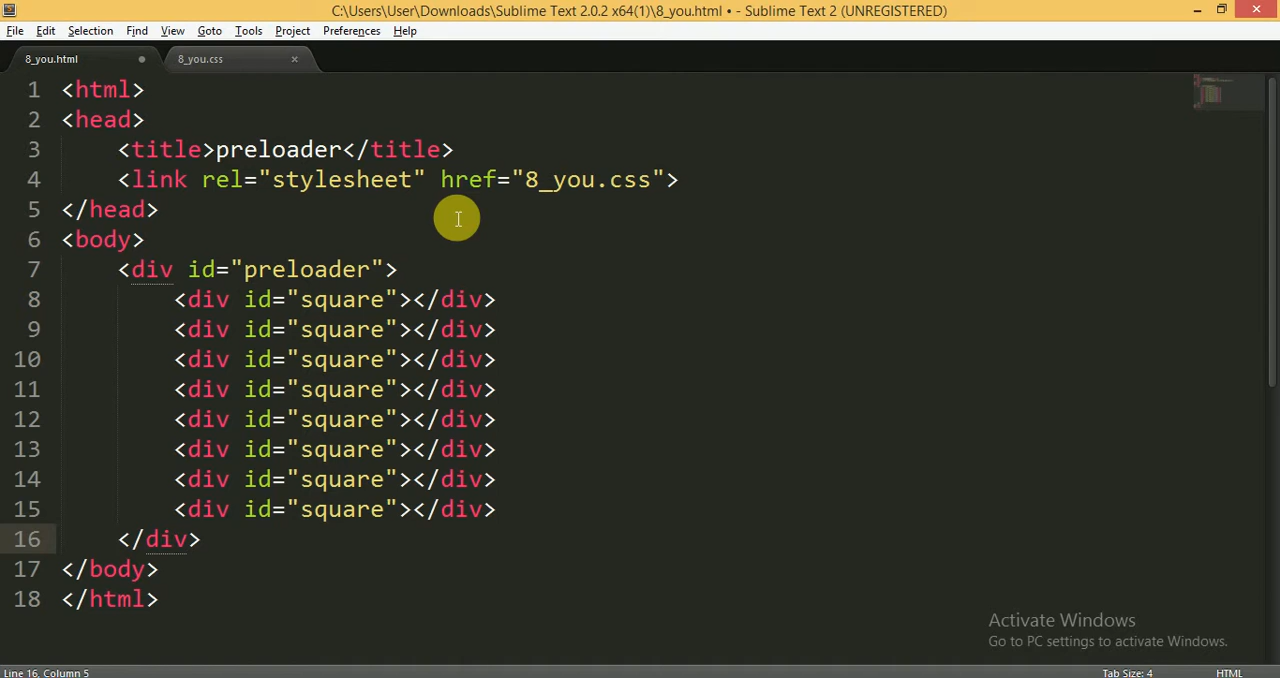 C:\Users\User\Downloads\Sublime Text 2.0.2 x64(1)\8_you.html • - Sublime Text 2 (UNREGISTERED)
File Edit Selection Find View Goto Tools Project Preferences Help
8_you.html 8_you.css
1 <html>
2 <head>
3 <title>preloader</title>
4 <link rel="stylesheet" href="8_you.css">
5 </head>
6 <body>
7 <div id="preloader">
8 <div id="square"></div>
9 <div id="square"></div>
10 <div id="square"></div>
11 <div id="square"></div>
12 <div id="square"></div>
13 <div id="square"></div>
14 <div id="square"></div>
15 <div id="square"></div>
16 </div>
17 </body>
18 </html>
Activate Windows
Go to PC settings to activate Windows.
Line 16, Column 5 Tab Size: 4 HTML